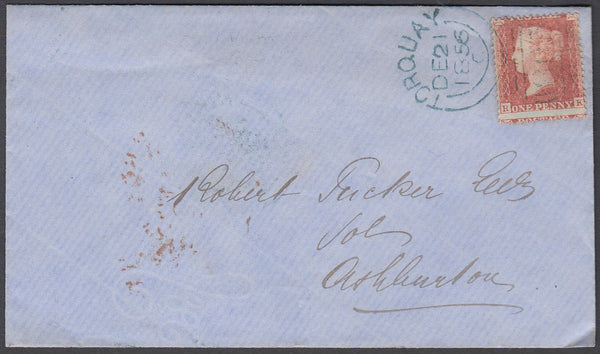 TORQUAY
DE 21
1856
C
R ONE PENNY K
Robert Tucker Esq
Sol
Ashburton